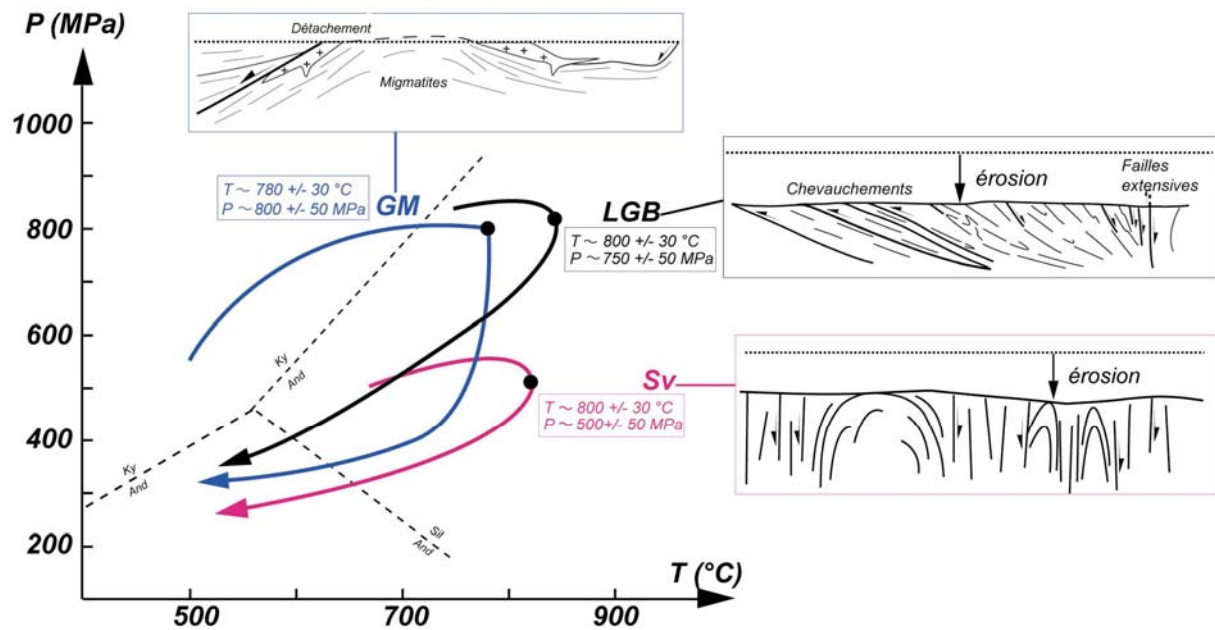 P (MPa)
1000
800
600
400
200
500
700
900
T (°C)
Détachement
Migmatites
T ~ 780 +/- 30 °C
P ~ 800 +/- 50 MPa
GM
LGB
T ~ 800 +/- 30 °C
P ~ 750 +/- 50 MPa
Chevauchements
érosion
Failles
extensives
Sv
T ~ 800 +/- 30 °C
P ~ 500+/- 50 MPa
érosion
Ky
And
Ky
And
Sil
And